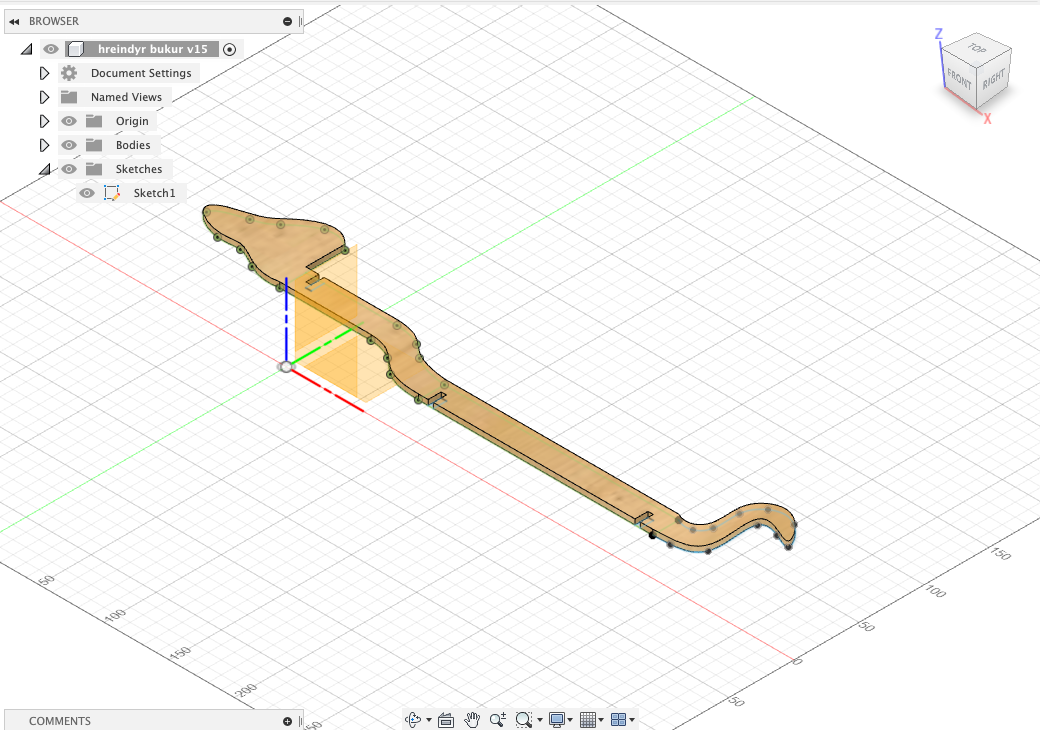 BROWSER
hreindyr bukur v15
Document Settings
Named Views
Origin
Bodies
Sketches
Sketch1
Z
TOP
FRONT
RIGHT
X
50
100
150
200
50
0
50
100
150
50
COMMENTS